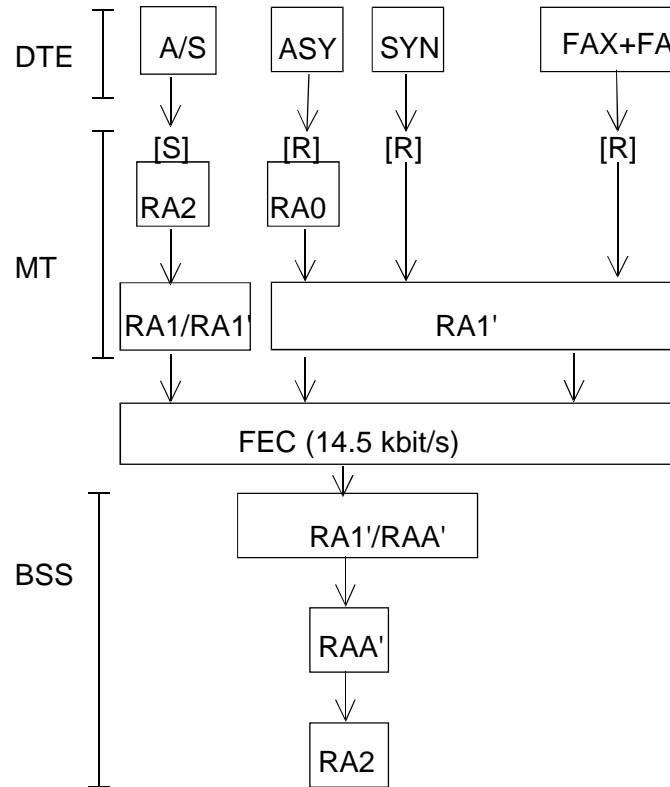 DTE
A/S ASY SYN FAX+FA
[S] [R] [R] [R]
RA2 RA0
MT
RA1/RA1' RA1'
FEC (14.5 kbit/s)
RA1'/RAA'
BSS
RAA'
RA2